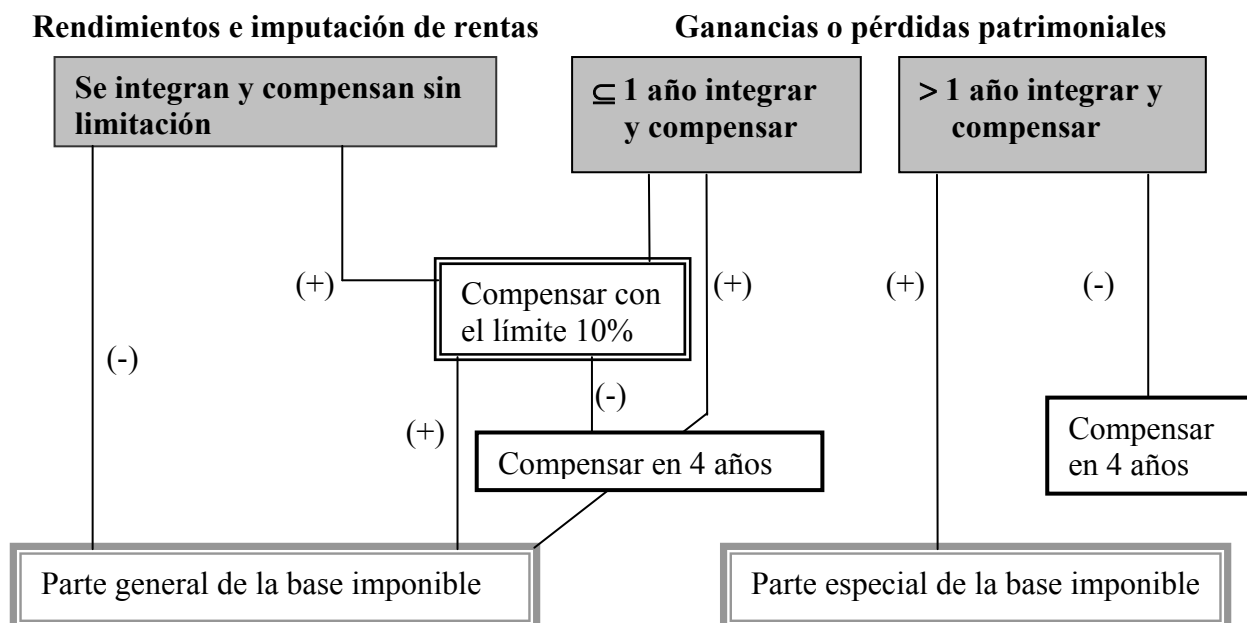 Rendimientos e imputación de rentas
Ganancias o pérdidas patrimoniales
Se integran y compensan sin
limitación
⊆ 1 año integrar
y compensar
> 1 año integrar y
compensar
(+)
Compensar con
el límite 10%
(+)
(+)
(-)
(-)
(-)
(+)
Compensar en 4 años
Compensar
en 4 años
Parte general de la base imponible
Parte especial de la base imponible